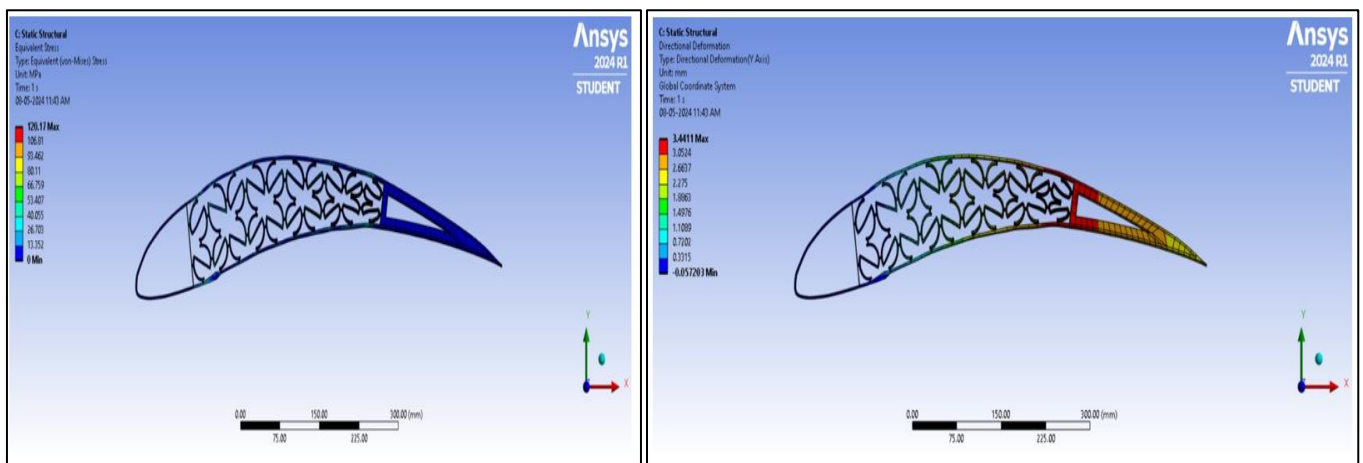 C: Static Structural
Equivalent Stress
Type: Equivalent (von-Mises) Stress
Unit: MPa
Time: 1 s
08-05-2024 11:43 AM
120.17 Max
106.81
93.462
80.11
66.759
53.407
40.055
26.703
13.352
0 Min
Ansys
2024 R1
STUDENT
Y
X
0.00
150.00
300.00 (mm)
75.00
225.00
C: Static Structural
Directional Deformation
Type: Directional Deformation(Y Axis)
Unit: mm
Global Coordinate System
Time: 1 s
08-05-2024 11:43 AM
3.4411 Max
3.0524
2.6637
2.275
1.8863
1.4976
1.1089
0.7202
0.3315
-0.057203 Min
Ansys
2024 R1
STUDENT
Y
X
0.00
150.00
300.00 (mm)
75.00
225.00